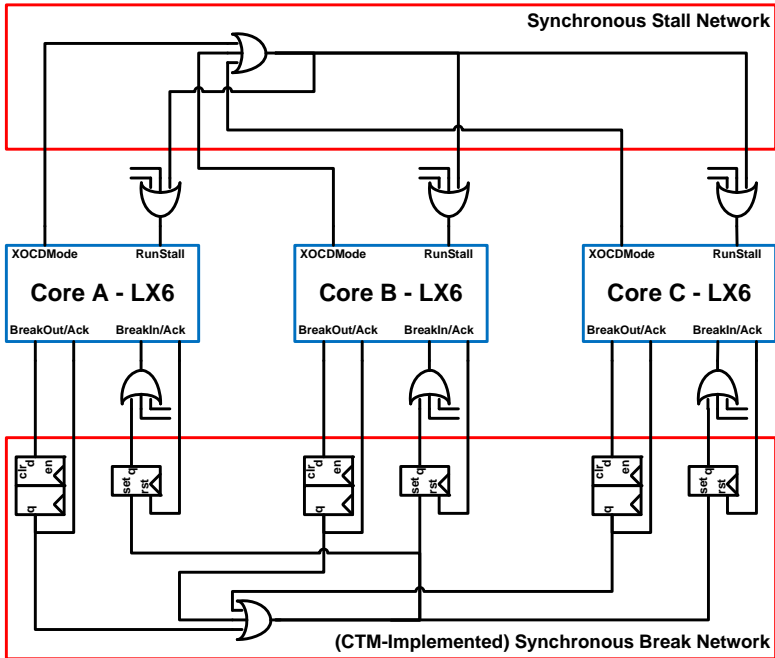 Synchronous Stall Network
XOCDMode RunStall
Core A - LX6
BreakOut/Ack BreakIn/Ack
XOCDMode RunStall
Core B - LX6
BreakOut/Ack BreakIn/Ack
XOCDMode RunStall
Core C - LX6
BreakOut/Ack BreakIn/Ack
clr d en
q
set q rst
clr d en
q
set q rst
clr d en
q
set q rst
(CTM-Implemented) Synchronous Break Network